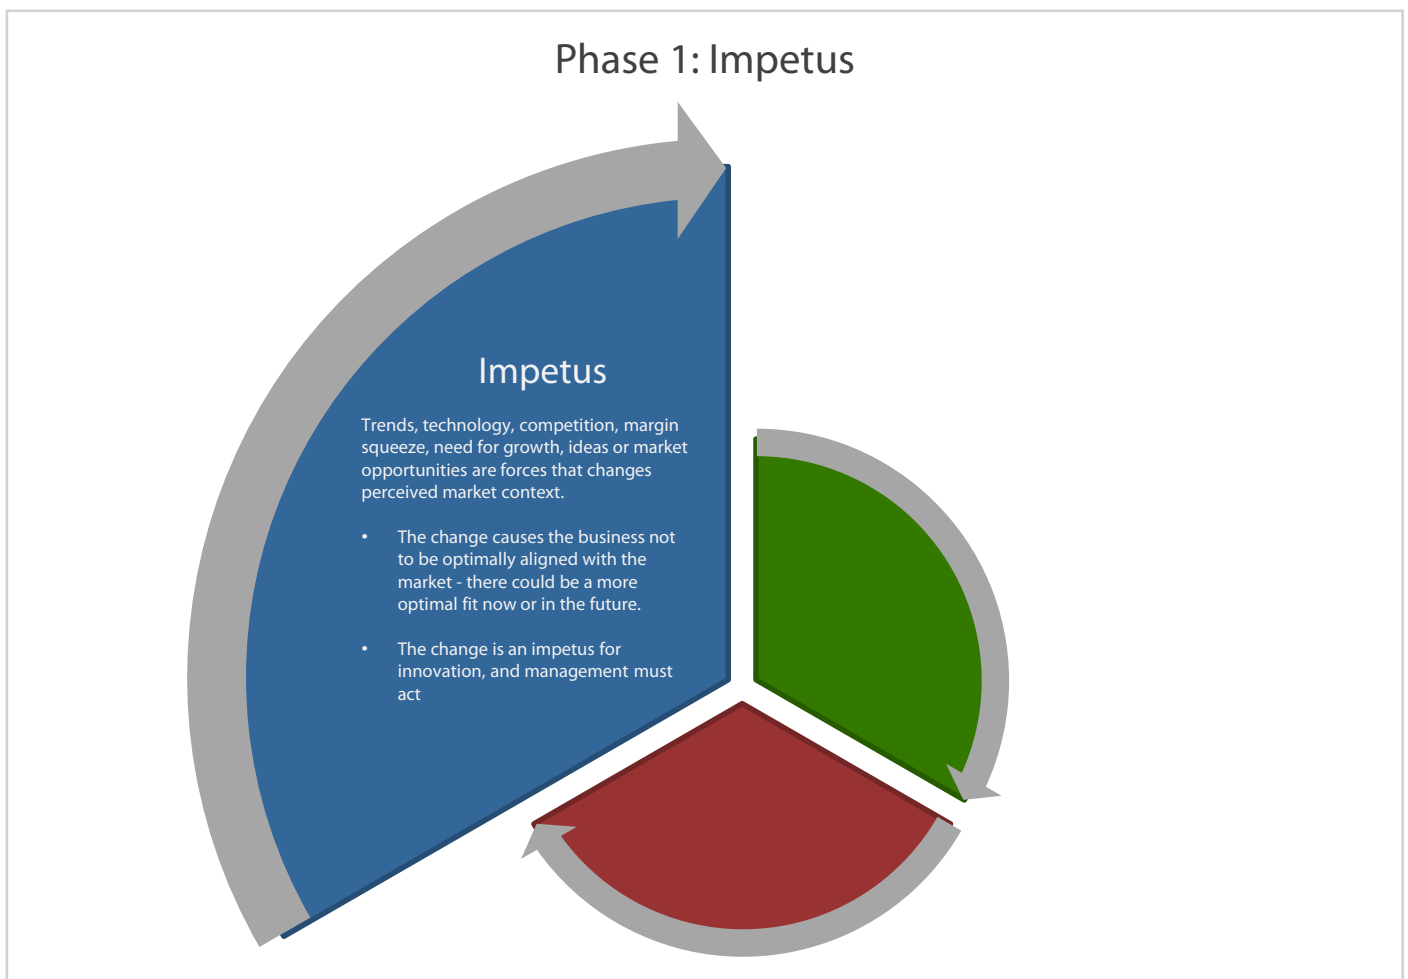 Phase 1: Impetus
Impetus
Trends, technology, competition, margin
squeeze, need for growth, ideas or market
opportunities are forces that changes
perceived market context.
• The change causes the business not
to be optimally aligned with the
market - there could be a more
optimal fit now or in the future.
• The change is an impetus for
innovation, and management must
act